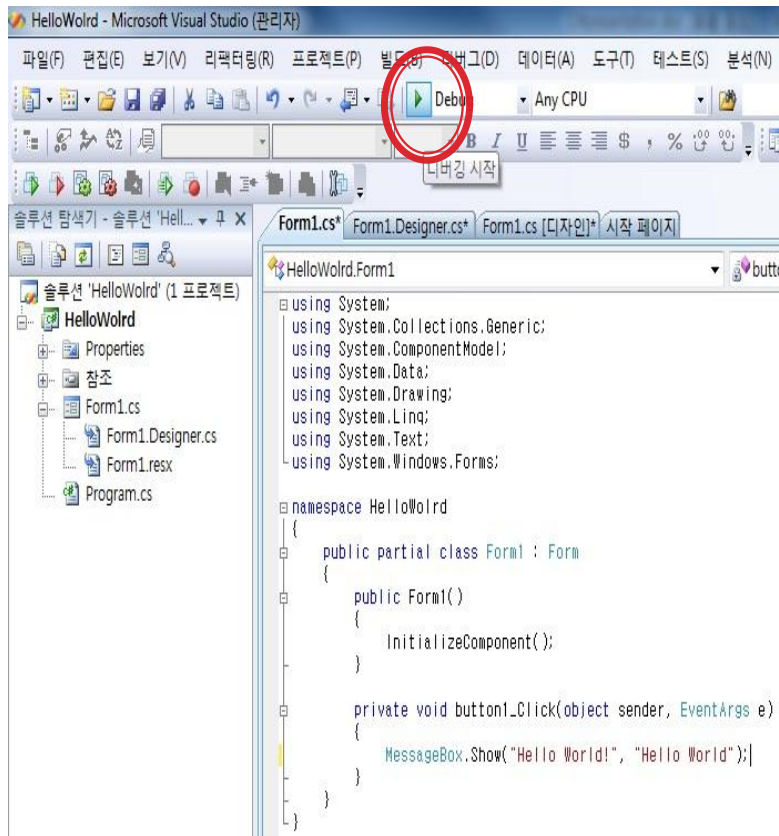 HelloWolrd - Microsoft Visual Studio (관리자)
파일(F) 편집(E) 보기(V) 리팩터링(R) 프로젝트(P) 빌드(B) 디버그(D) 데이터(A) 도구(T) 테스트(S) 분석(N)
Debug Any CPU
B I U $ , % .00 .0
디버깅 시작
솔루션 탐색기 - 솔루션 'Hell...
솔루션 'HelloWolrd' (1 프로젝트)
HelloWolrd
Properties
참조
Form1.cs
Form1.Designer.cs
Form1.resx
Program.cs
Form1.cs* Form1.Designer.cs* Form1.cs [디자인]* 시작 페이지
HelloWolrd.Form1 butto
using System;
using System.Collections.Generic;
using System.ComponentModel;
using System.Data;
using System.Drawing;
using System.Linq;
using System.Text;
using System.Windows.Forms;
namespace HelloWolrd
{
public partial class Form1 : Form
{
public Form1()
{
InitializeComponent();
}
private void button1_Click(object sender, EventArgs e)
{
MessageBox.Show("Hello World!", "Hello World");
}
}
}